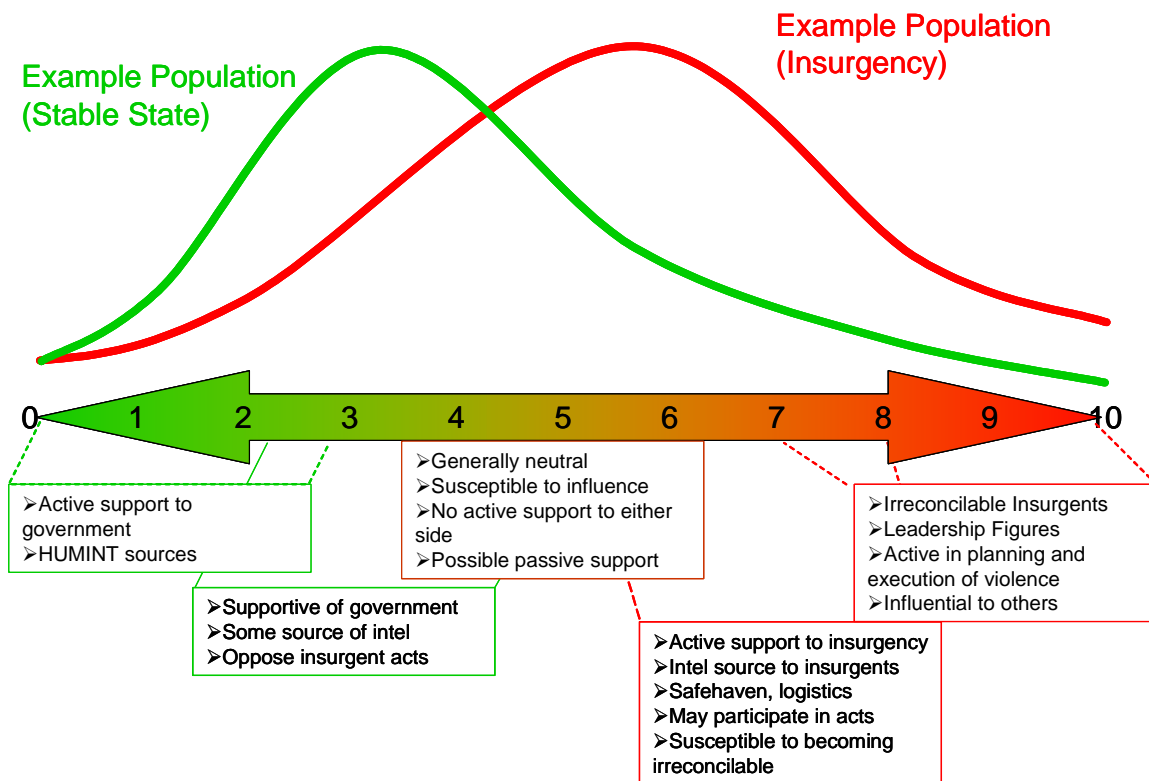 Example Population
(Insurgency)
Example Population
(Stable State)
0 1 2 3 4 5 6 7 8 9 10
➢Active support to
government
➢HUMINT sources
➢Supportive of government
➢Some source of intel
➢Oppose insurgent acts
➢Generally neutral
➢Susceptible to influence
➢No active support to either
side
➢Possible passive support
➢Active support to insurgency
➢Intel source to insurgents
➢Safehaven, logistics
➢May participate in acts
➢Susceptible to becoming
irreconcilable
➢Irreconcilable Insurgents
➢Leadership Figures
➢Active in planning and
execution of violence
➢Influential to others